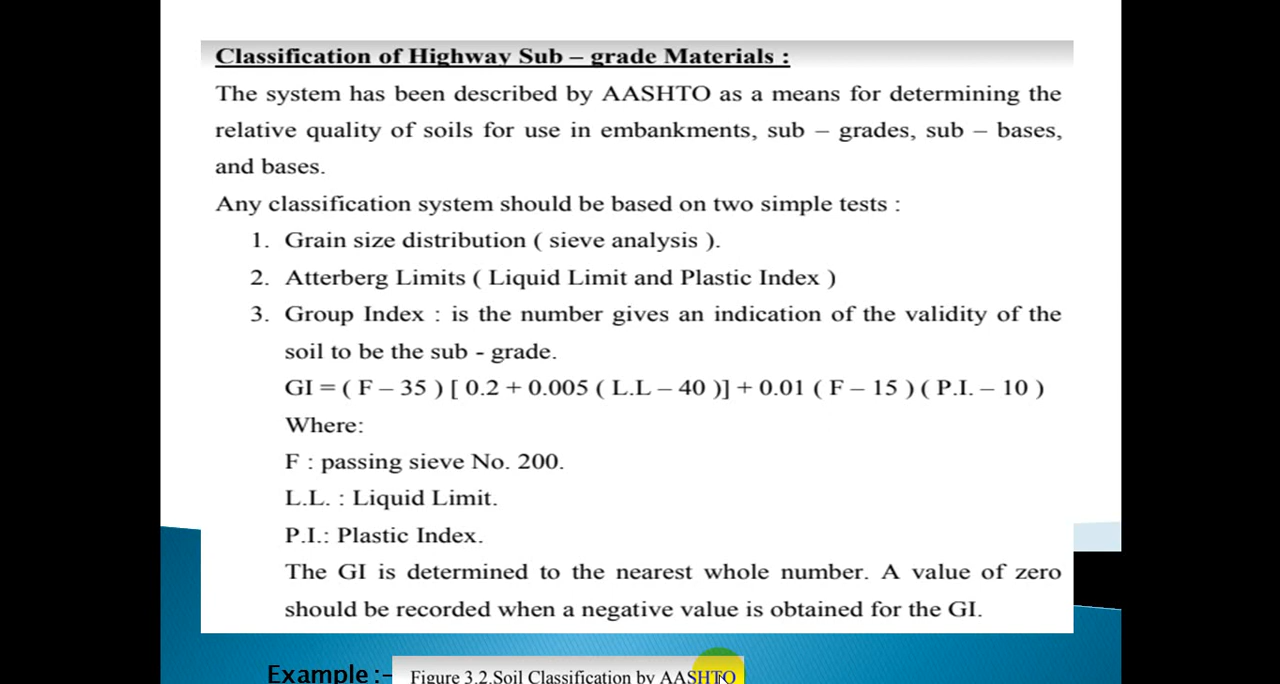 Classification of Highway Sub – grade Materials :
The system has been described by AASHTO as a means for determining the
relative quality of soils for use in embankments, sub – grades, sub – bases,
and bases.
Any classification system should be based on two simple tests :
1. Grain size distribution ( sieve analysis ).
2. Atterberg Limits ( Liquid Limit and Plastic Index )
3. Group Index : is the number gives an indication of the validity of the
soil to be the sub - grade.
GI = ( F – 35 ) [ 0.2 + 0.005 ( L.L – 40 )] + 0.01 ( F – 15 ) ( P.I. – 10 )
Where:
F : passing sieve No. 200.
L.L. : Liquid Limit.
P.I.: Plastic Index.
The GI is determined to the nearest whole number. A value of zero
should be recorded when a negative value is obtained for the GI.
Example :- Figure 3.2.Soil Classification by AASHTO